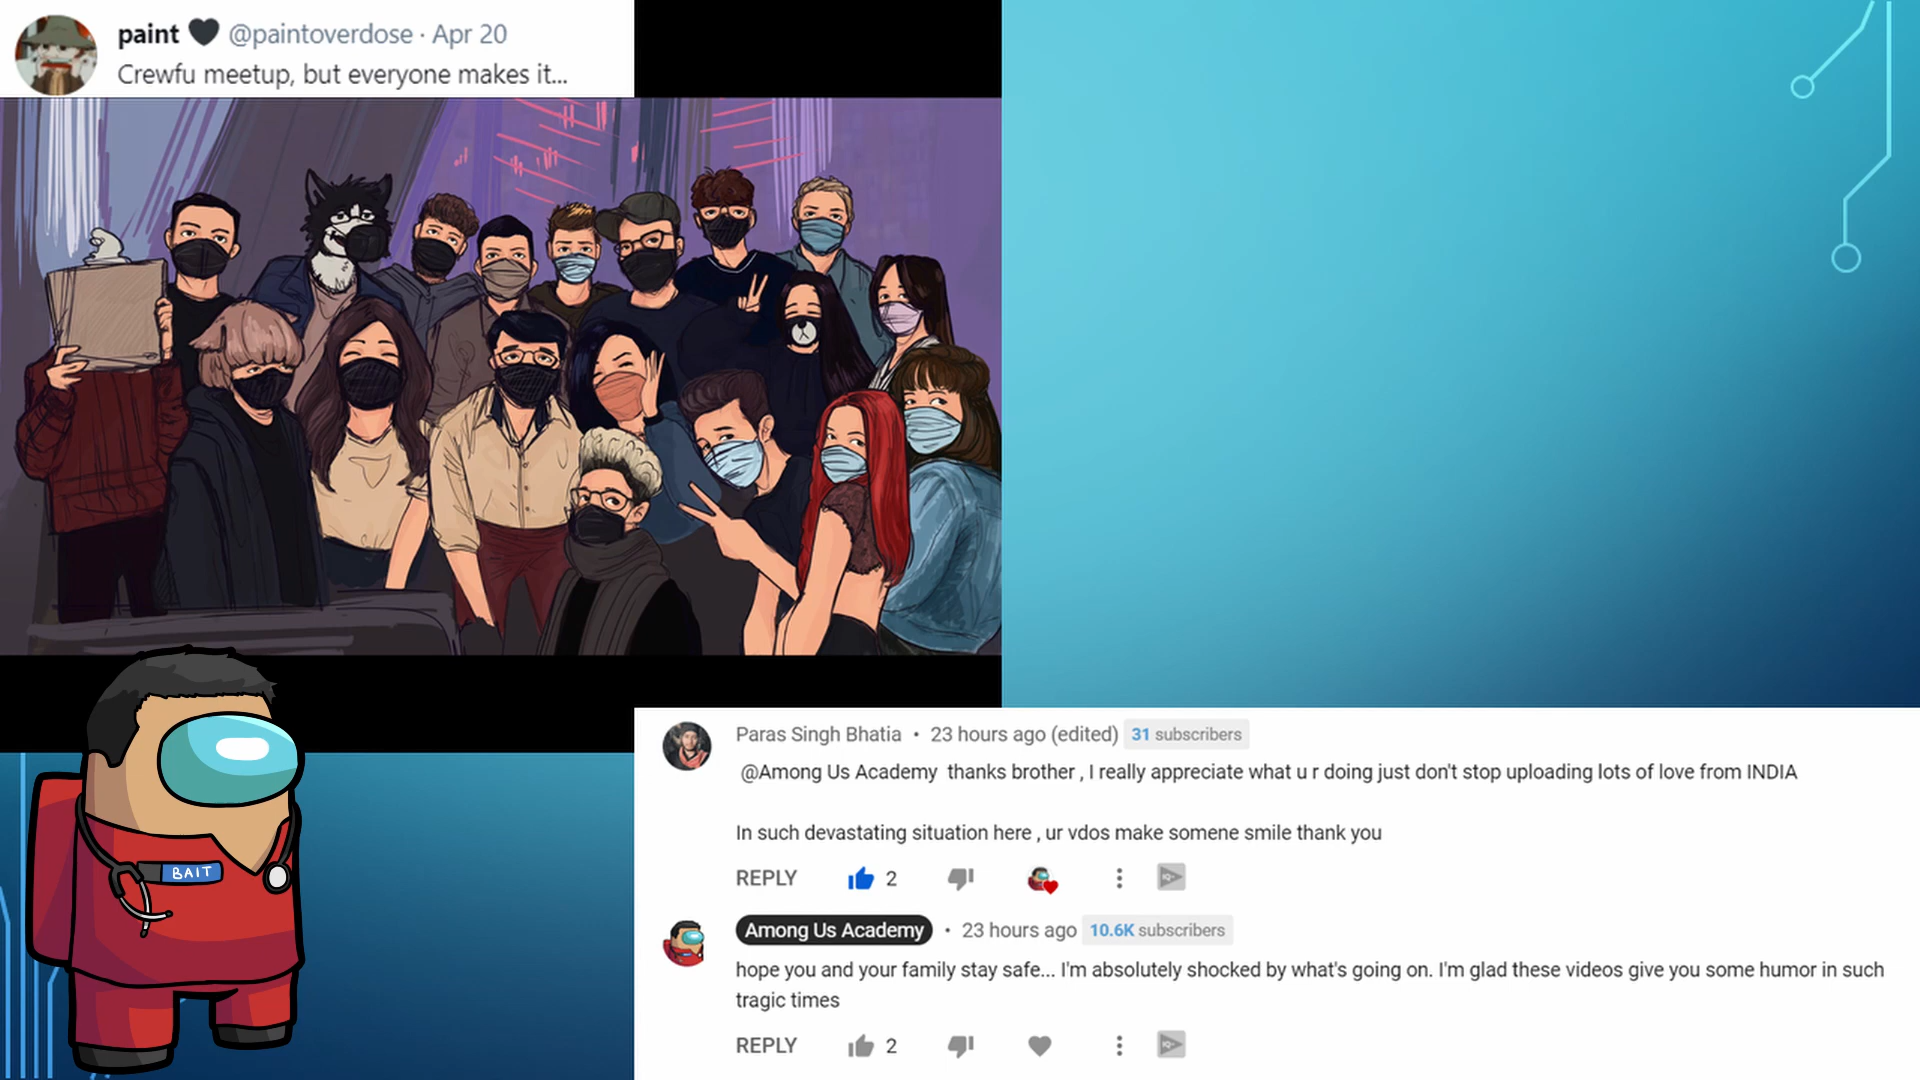 paint 🖤 @paintoverdose · Apr 20
Crewfu meetup, but everyone makes it...
BAIT
Paras Singh Bhatia • 23 hours ago (edited) 31 subscribers
@Among Us Academy thanks brother , I really appreciate what u r doing just don't stop uploading lots of love from INDIA
In such devastating situation here , ur vdos make somene smile thank you
REPLY 2
Among Us Academy • 23 hours ago 10.6K subscribers
hope you and your family stay safe... I'm absolutely shocked by what's going on. I'm glad these videos give you some humor in such
tragic times
REPLY 2